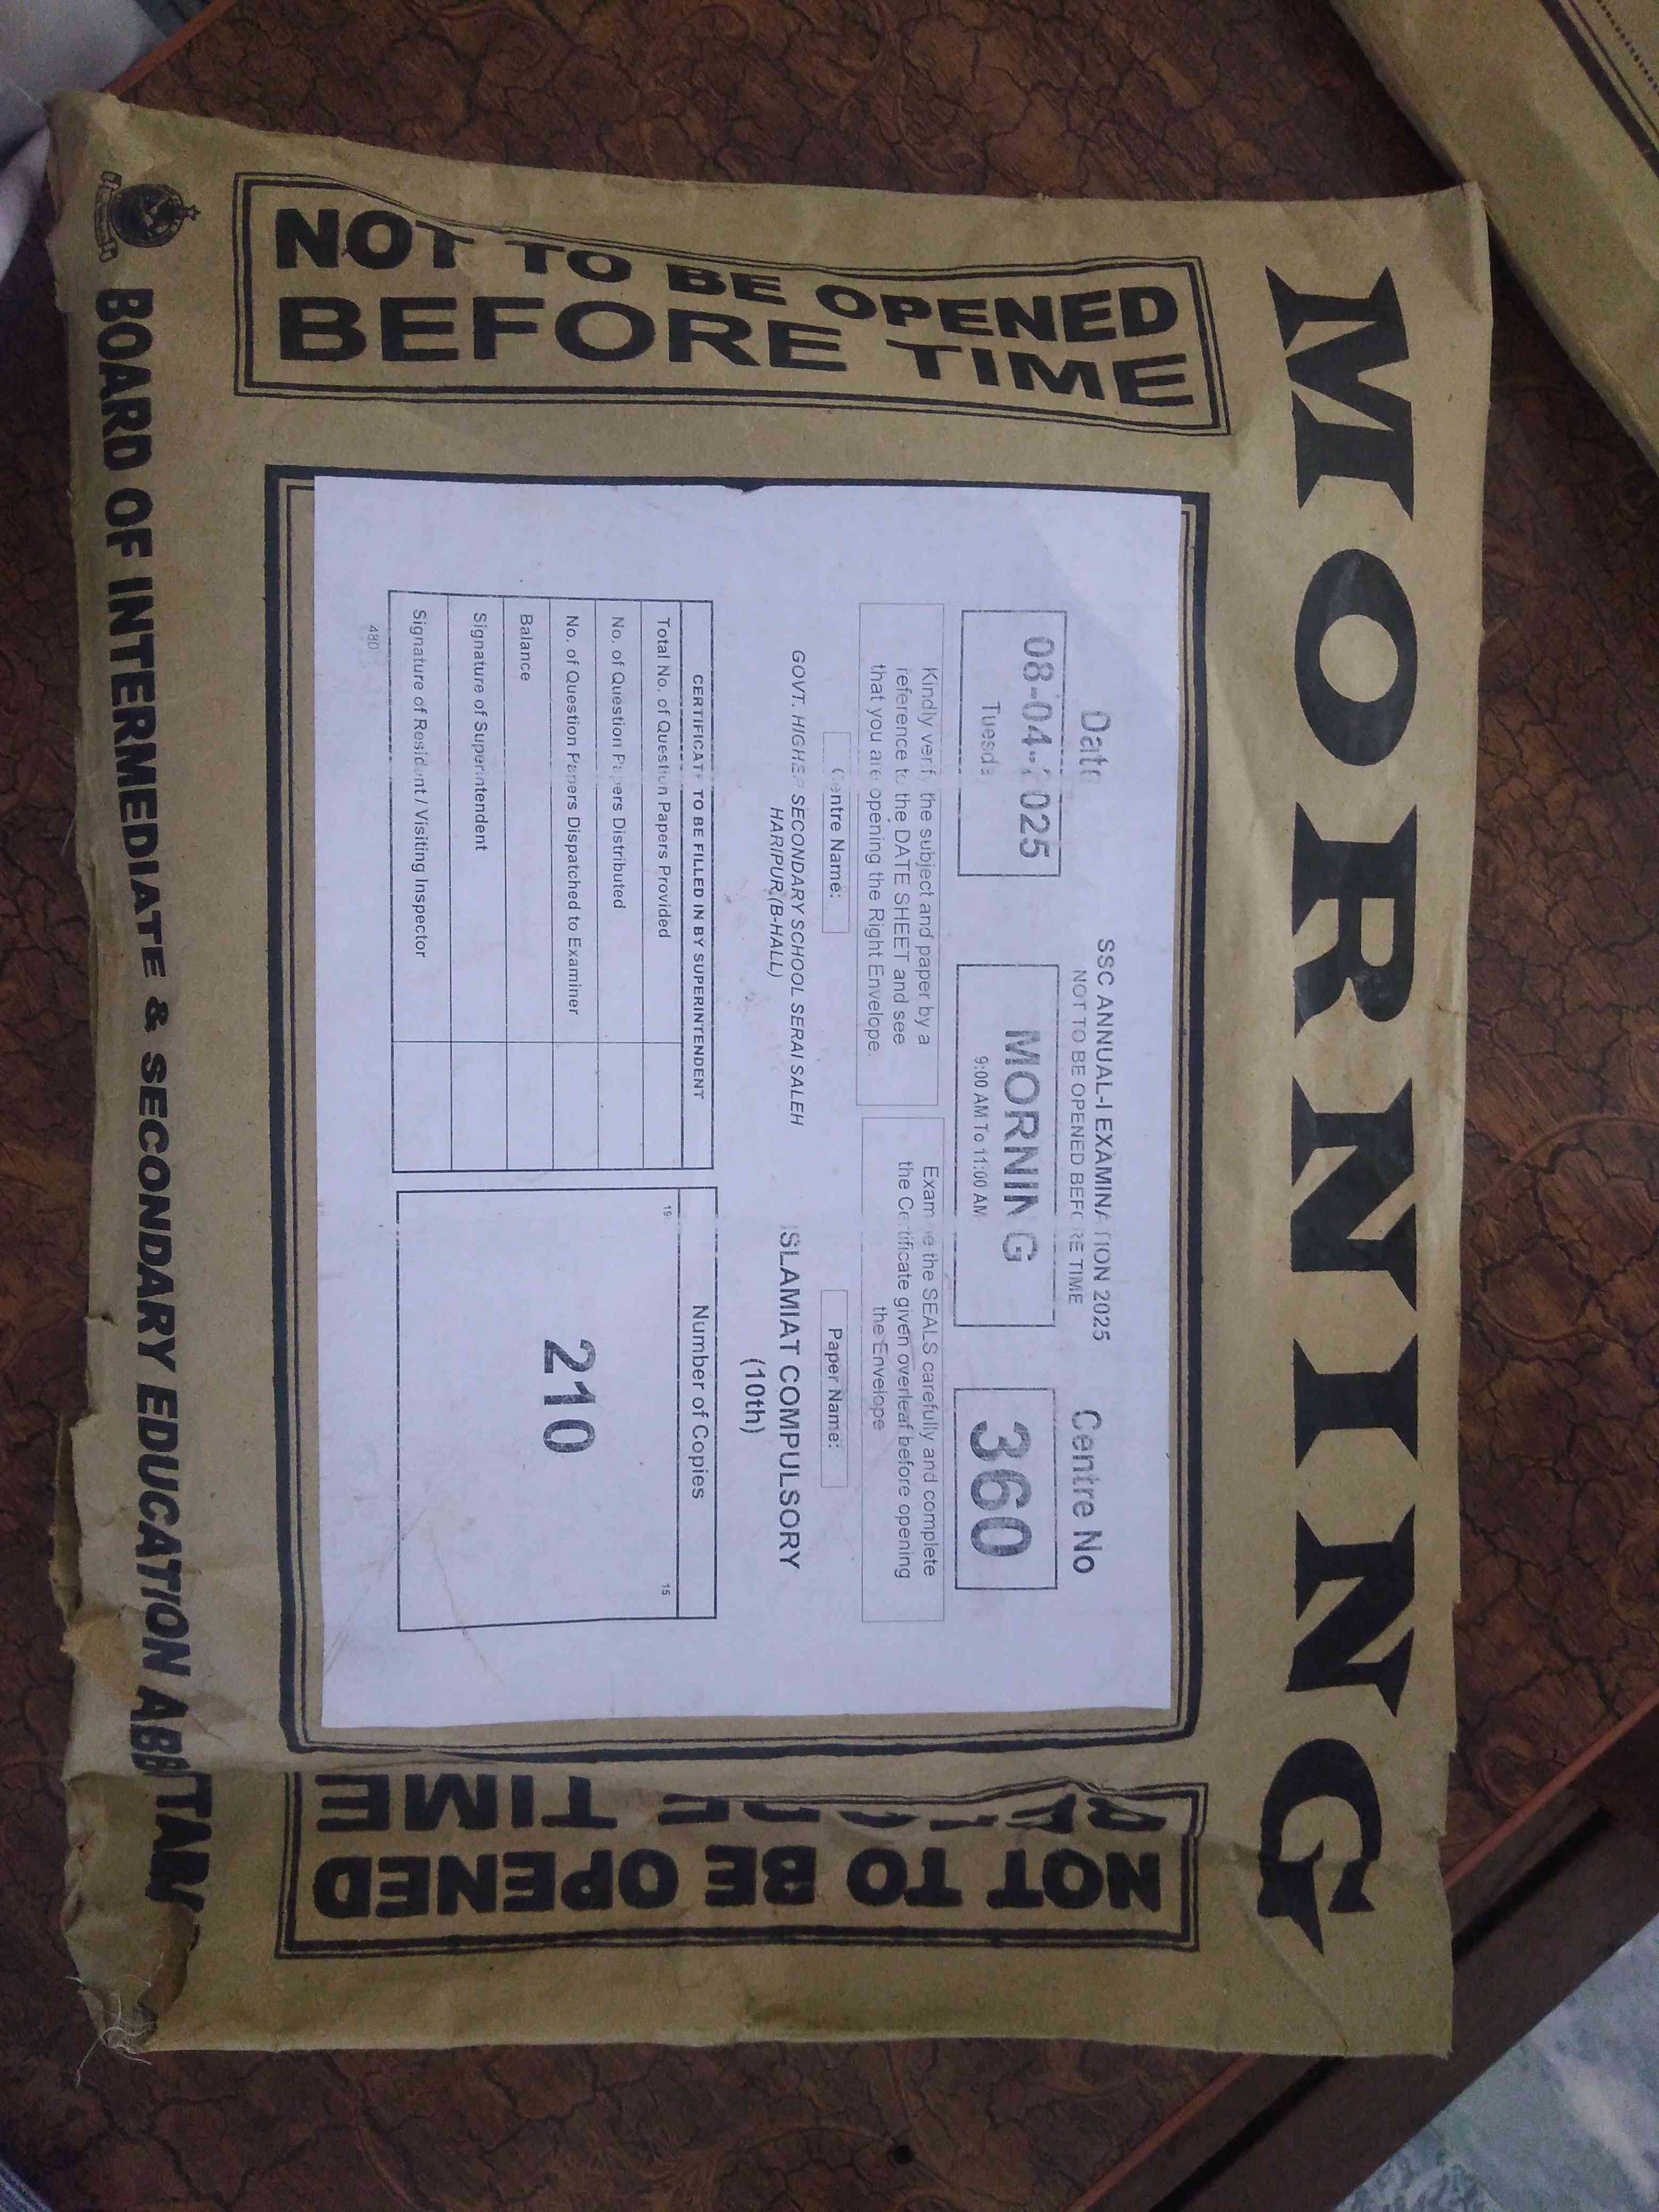 MORNING
NOT TO BE OPENED
BEFORE TIME
SSC ANNUAL-I EXAMINATION 2025
NOT TO BE OPENED BEFORE TIME
Date
Centre No
08-04-2025
Tuesda
MORNING
9:00 AM To 11:00 AM
360
Kindly verify the subject and paper by a
reference to the DATE SHEET and see
that you are opening the Right Envelope.
Examine the SEALS carefully and complete
the Certificate given overleaf before opening
the Envelope
Centre Name:
Paper Name:
GOVT. HIGHER SECONDARY SCHOOL SERAI SALEH
HARIPUR,(B-HALL)
ISLAMIAT COMPULSORY
(10th)
CERTIFICATE TO BE FILLED IN BY SUPERINTENDENT
Total No. of Question Papers Provided
No. of Question Papers Distributed
No. of Question Papers Dispatched to Examiner
Balance
Signature of Superintendent
Signature of Resident / Visiting Inspector
480
Number of Copies
19
15
210
NOT TO BE OPENED
BEFORE TIME
BOARD OF INTERMEDIATE & SECONDARY EDUCATION